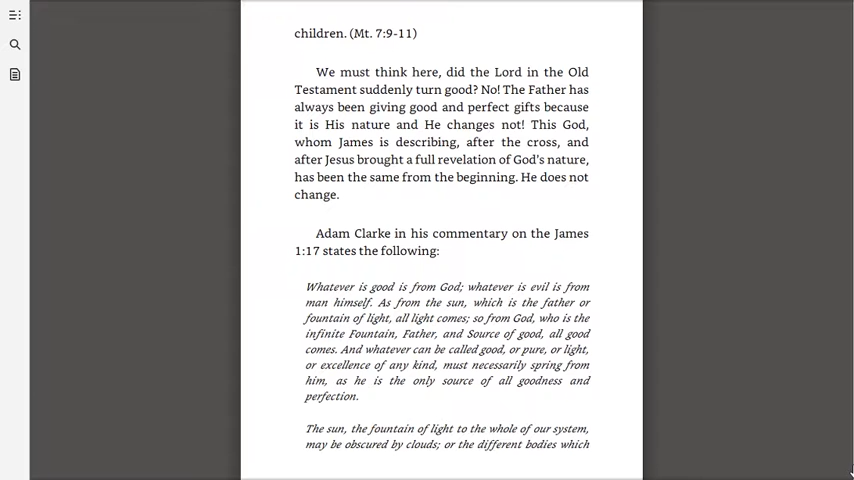 children. (Mt. 7:9-11)
We must think here, did the Lord in the Old
Testament suddenly turn good? No! The Father has
always been giving good and perfect gifts because
it is His nature and He changes not! This God,
whom James is describing, after the cross, and
after Jesus brought a full revelation of God's nature,
has been the same from the beginning. He does not
change.
Adam Clarke in his commentary on the James
1:17 states the following:
Whatever is good is from God; whatever is evil is from
man himself. As from the sun, which is the father or
fountain of light, all light comes; so from God, who is the
infinite Fountain, Father, and Source of good, all good
comes. And whatever can be called good, or pure, or light,
or excellence of any kind, must necessarily spring from
him, as he is the only source of all goodness and
perfection.
The sun, the fountain of light to the whole of our system,
may be obscured by clouds; or the different bodies which